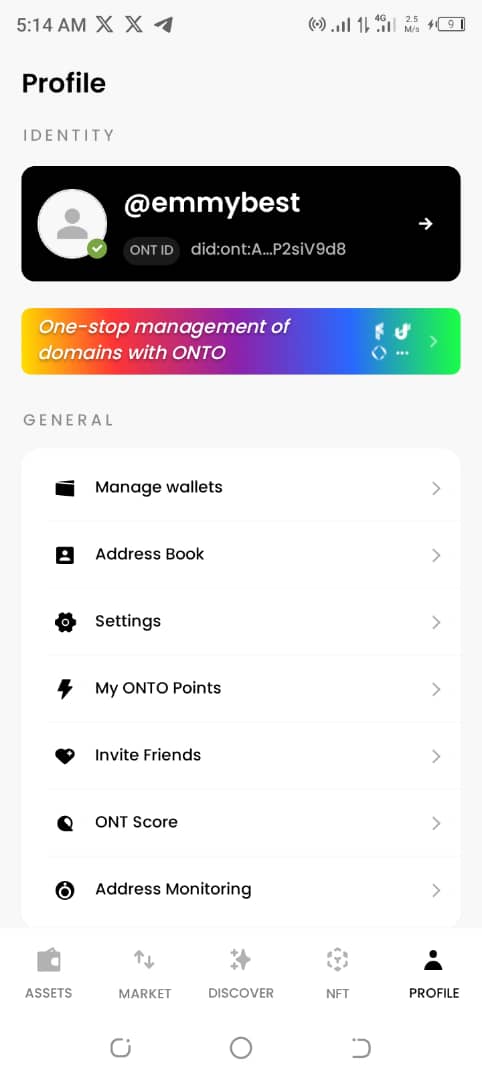 5:14 AM 4G 2.5 M/s 9
Profile
IDENTITY
@emmybest
ONT ID did:ont:A...P2siV9d8
One-stop management of
domains with ONTO
GENERAL
Manage wallets
Address Book
Settings
My ONTO Points
Invite Friends
ONT Score
Address Monitoring
ASSETS MARKET DISCOVER NFT PROFILE